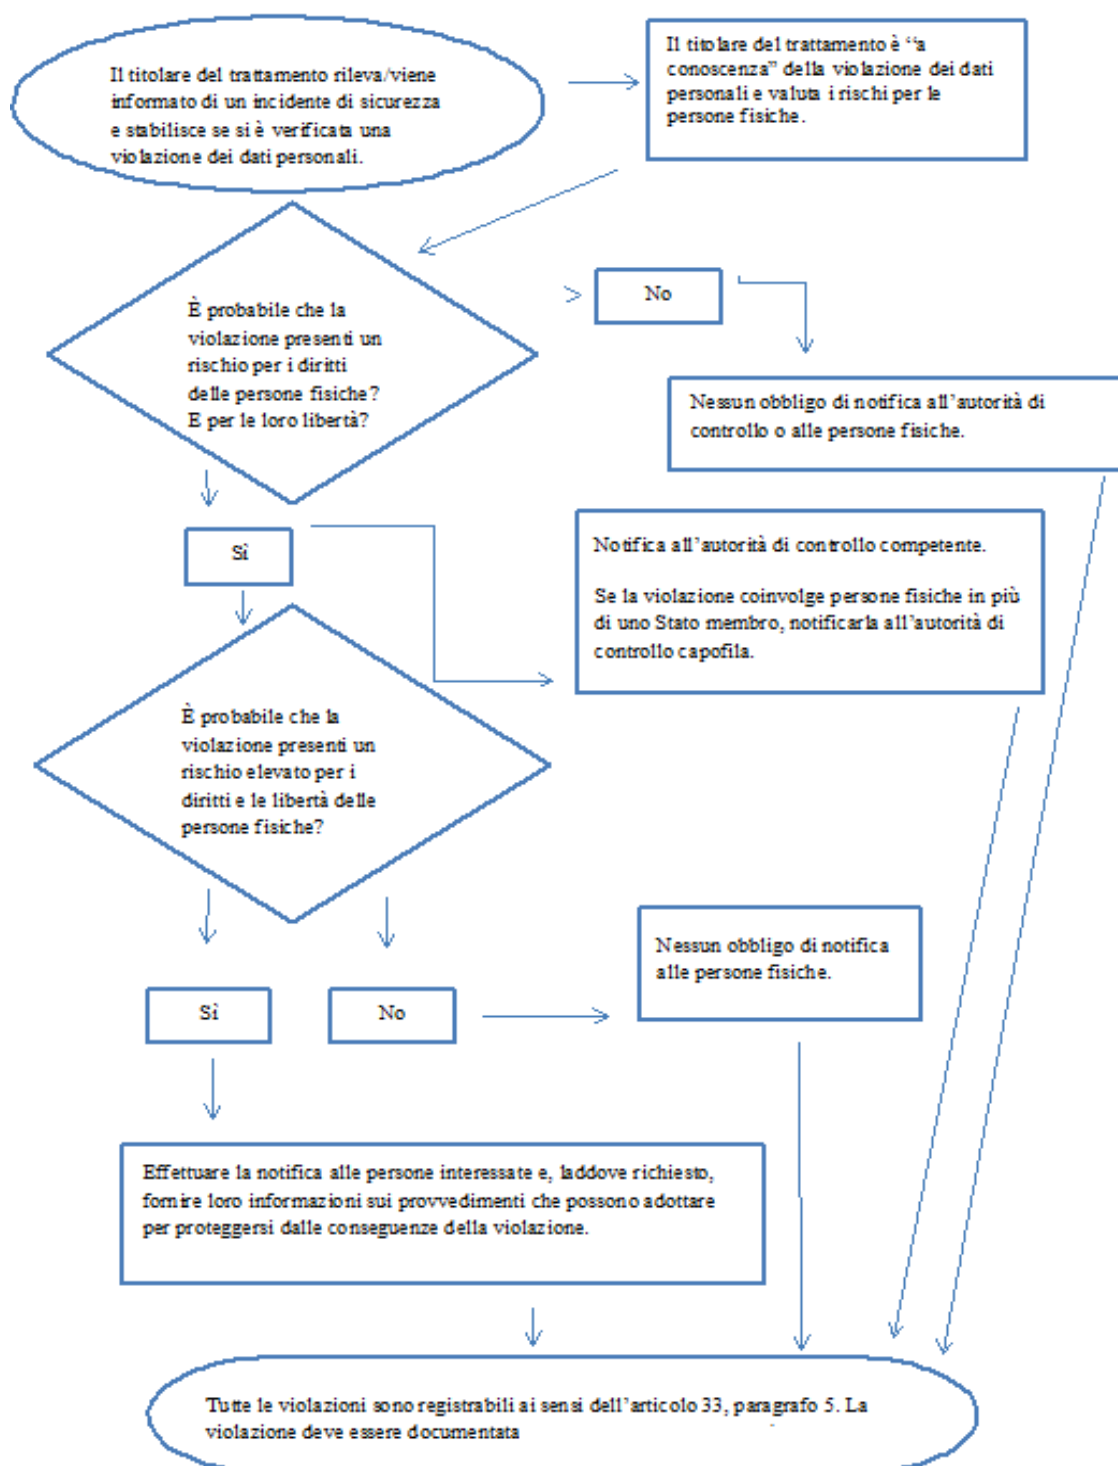 Il titolare del trattamento rileva/viene
informato di un incidente di sicurezza
e stabilisce se si è verificata una
violazione dei dati personali.
Il titolare del trattamento è “a
conoscenza” della violazione dei dati
personali e valuta i rischi per le
persone fisiche.
È probabile che la
violazione presenti un
rischio per i diritti
delle persone fisiche?
E per le loro libertà?
No
Nessun obbligo di notifica all’autorità di
controllo o alle persone fisiche.
Sì
Notifica all’autorità di controllo competente.
Se la violazione coinvolge persone fisiche in più
di uno Stato membro, notificarla all’autorità di
controllo capofila.
È probabile che la
violazione presenti un
rischio elevato per i
diritti e le libertà delle
persone fisiche?
Sì
No
Nessun obbligo di notifica
alle persone fisiche.
Effettuare la notifica alle persone interessate e, laddove richiesto,
fornire loro informazioni sui provvedimenti che possono adottare
per proteggersi dalle conseguenze della violazione.
Tutte le violazioni sono registrabili ai sensi dell’articolo 33, paragrafo 5. La
violazione deve essere documentata